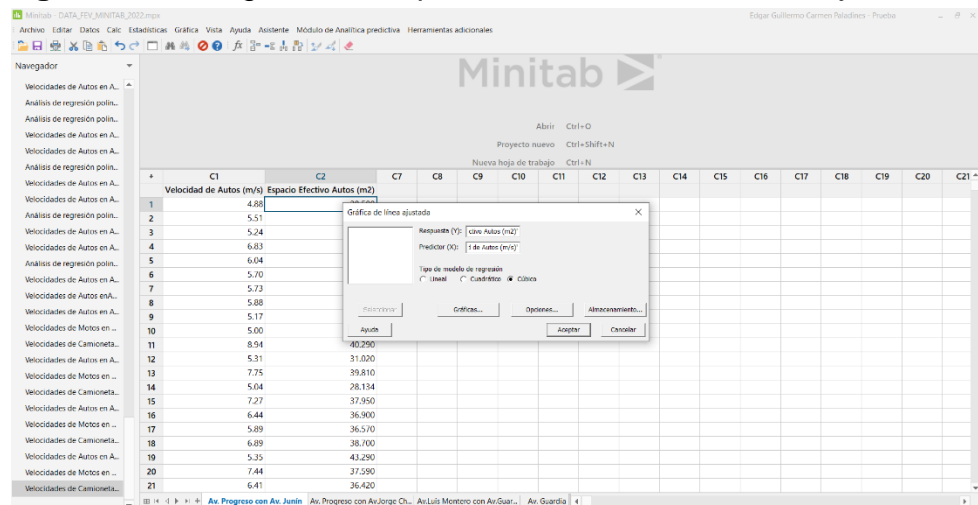 Minitab - DATA_FEV_MINITAB_2022.mpx
Edgar Guillermo Carmen Paladines - Prueba
Archivo Editar Datos Calc Estadísticas Gráfica Vista Ayuda Asistente Módulo de Analítica predictiva Herramientas adicionales
Navegador
Velocidades de Autos en A...
Análisis de regresión polin...
Análisis de regresión polin...
Velocidades de Autos en A...
Velocidades de Autos en A...
Análisis de regresión polin...
Velocidades de Autos en A...
Velocidades de Autos en A...
Análisis de regresión polin...
Velocidades de Autos en A...
Velocidades de Autos en A...
Análisis de regresión polin...
Velocidades de Autos en A...
Velocidades de Autos enA...
Velocidades de Autos en A...
Velocidades de Motos en ...
Velocidades de Camioneta...
Velocidades de Autos en A...
Velocidades de Motos en ...
Velocidades de Camioneta...
Velocidades de Autos en A...
Velocidades de Motos en ...
Velocidades de Camioneta...
Velocidades de Autos en A...
Velocidades de Motos en ...
Velocidades de Camioneta...
Minitab
Abrir Ctrl+O
Proyecto nuevo Ctrl+Shift+N
Nueva hoja de trabajo Ctrl+N
C1 C2 C7 C8 C9 C10 C11 C12 C13 C14 C15 C16 C17 C18 C19 C20 C21
Velocidad de Autos (m/s) Espacio Efectivo Autos (m2)
1 4.88
2 5.51
3 5.24
4 6.83
5 6.04
6 5.70
7 5.73
8 5.88
9 5.17
10 5.00
11 8.94 40.290
12 5.31 31.020
13 7.75 39.810
14 5.04 28.134
15 7.27 37.950
16 6.44 36.900
17 5.89 36.570
18 6.89 38.700
19 5.35 43.290
20 7.44 37.590
21 6.41 36.420
Gráfica de línea ajustada
Respuesta (Y): ctivo Autos (m2)'
Predictor (X): de Autos (m/s)'
Tipo de modelo de regresión
Lineal Cuadrático Cúbico
Seleccionar Gráficas... Opciones... Almacenamiento...
Ayuda Aceptar Cancelar
Av. Progreso con Av. Junín Av. Progreso con Av.Jorge Ch... Av.Luis Montero con Av.Guar... Av. Guardia